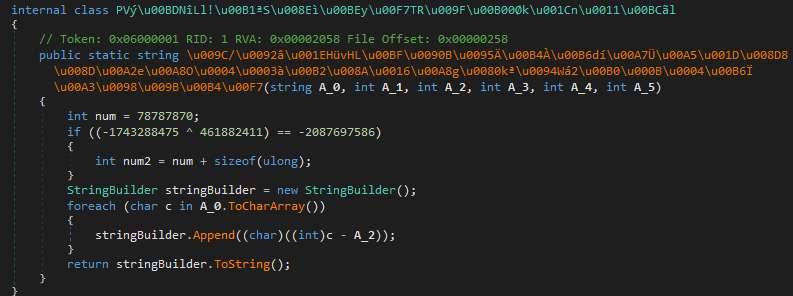 internal class PVý\u00BDNîLl!\u00B1ªS\u008Eì\u00BEy\u00F7TR\u009F\u00B00Øk\u001Cn\u0011\u00BCãl
{
// Token: 0x06000001 RID: 1 RVA: 0x00002058 File Offset: 0x00000258
public static string \u009C/\u0092â\u001EHüvHL\u00BF\u0090B\u0095Ä\u00B4À\u00B6dí\u00A7Ü\u00A5\u001D\u008D8
\u008D\u00A2e\u00A8O\u0004\u0003à\u00B2\u008A\u0016\u00A8g\u0080kª\u0094Wá2\u00B0\u000B\u0004\u00B6Ï
\u00A3\u0098\u009B\u00B4\u00F7(string A_0, int A_1, int A_2, int A_3, int A_4, int A_5)
{
int num = 78787870;
if ((-1743288475 ^ 461882411) == -2087697586)
{
int num2 = num + sizeof(ulong);
}
StringBuilder stringBuilder = new StringBuilder();
foreach (char c in A_0.ToCharArray())
{
stringBuilder.Append((char)((int)c - A_2));
}
return stringBuilder.ToString();
}
}